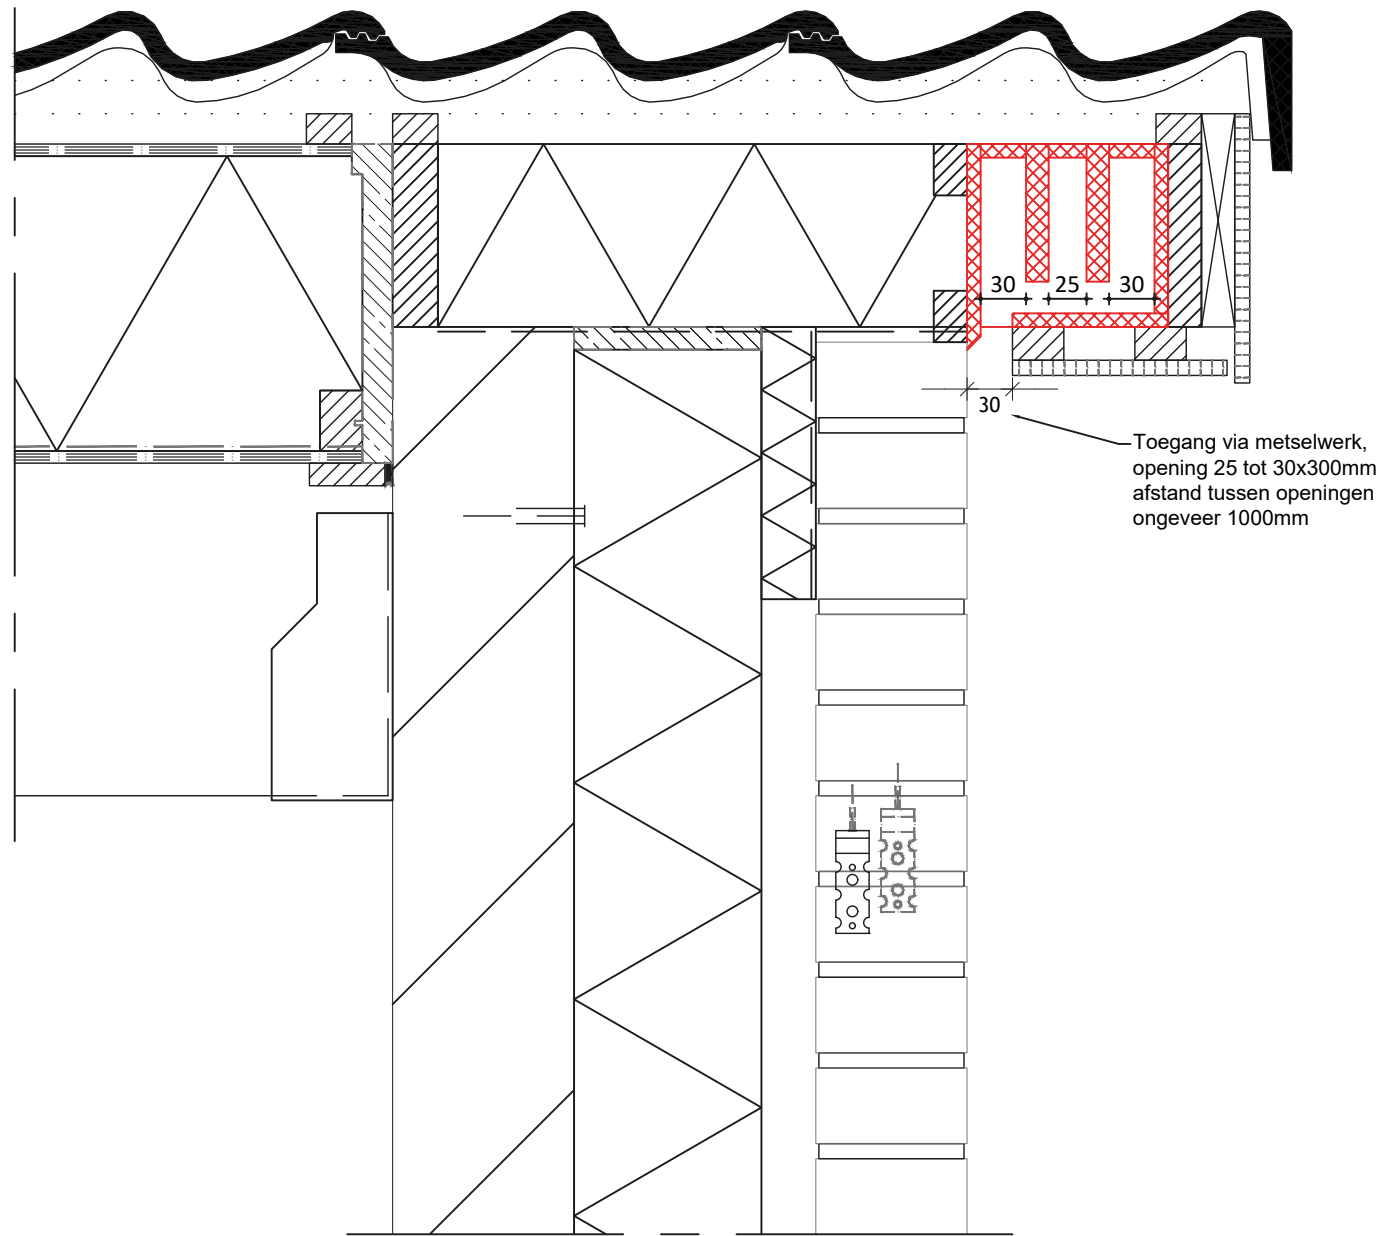 30 25 30
30
Toegang via metselwerk,
opening 25 tot 30x300mm
afstand tussen openingen
ongeveer 1000mm